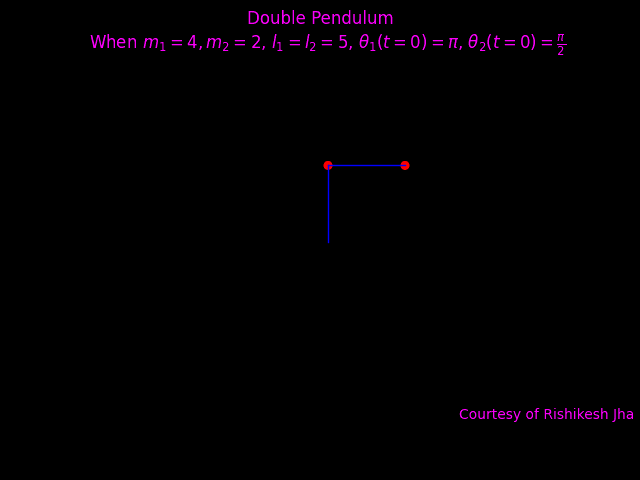 Double Pendulum
When $m_1 = 4, m_2 = 2$, $l_1 = l_2 = 5$, $\theta_1(t = 0) = \pi$, $\theta_2(t = 0) = \frac{\pi}{2}$
Courtesy of Rishikesh Jha